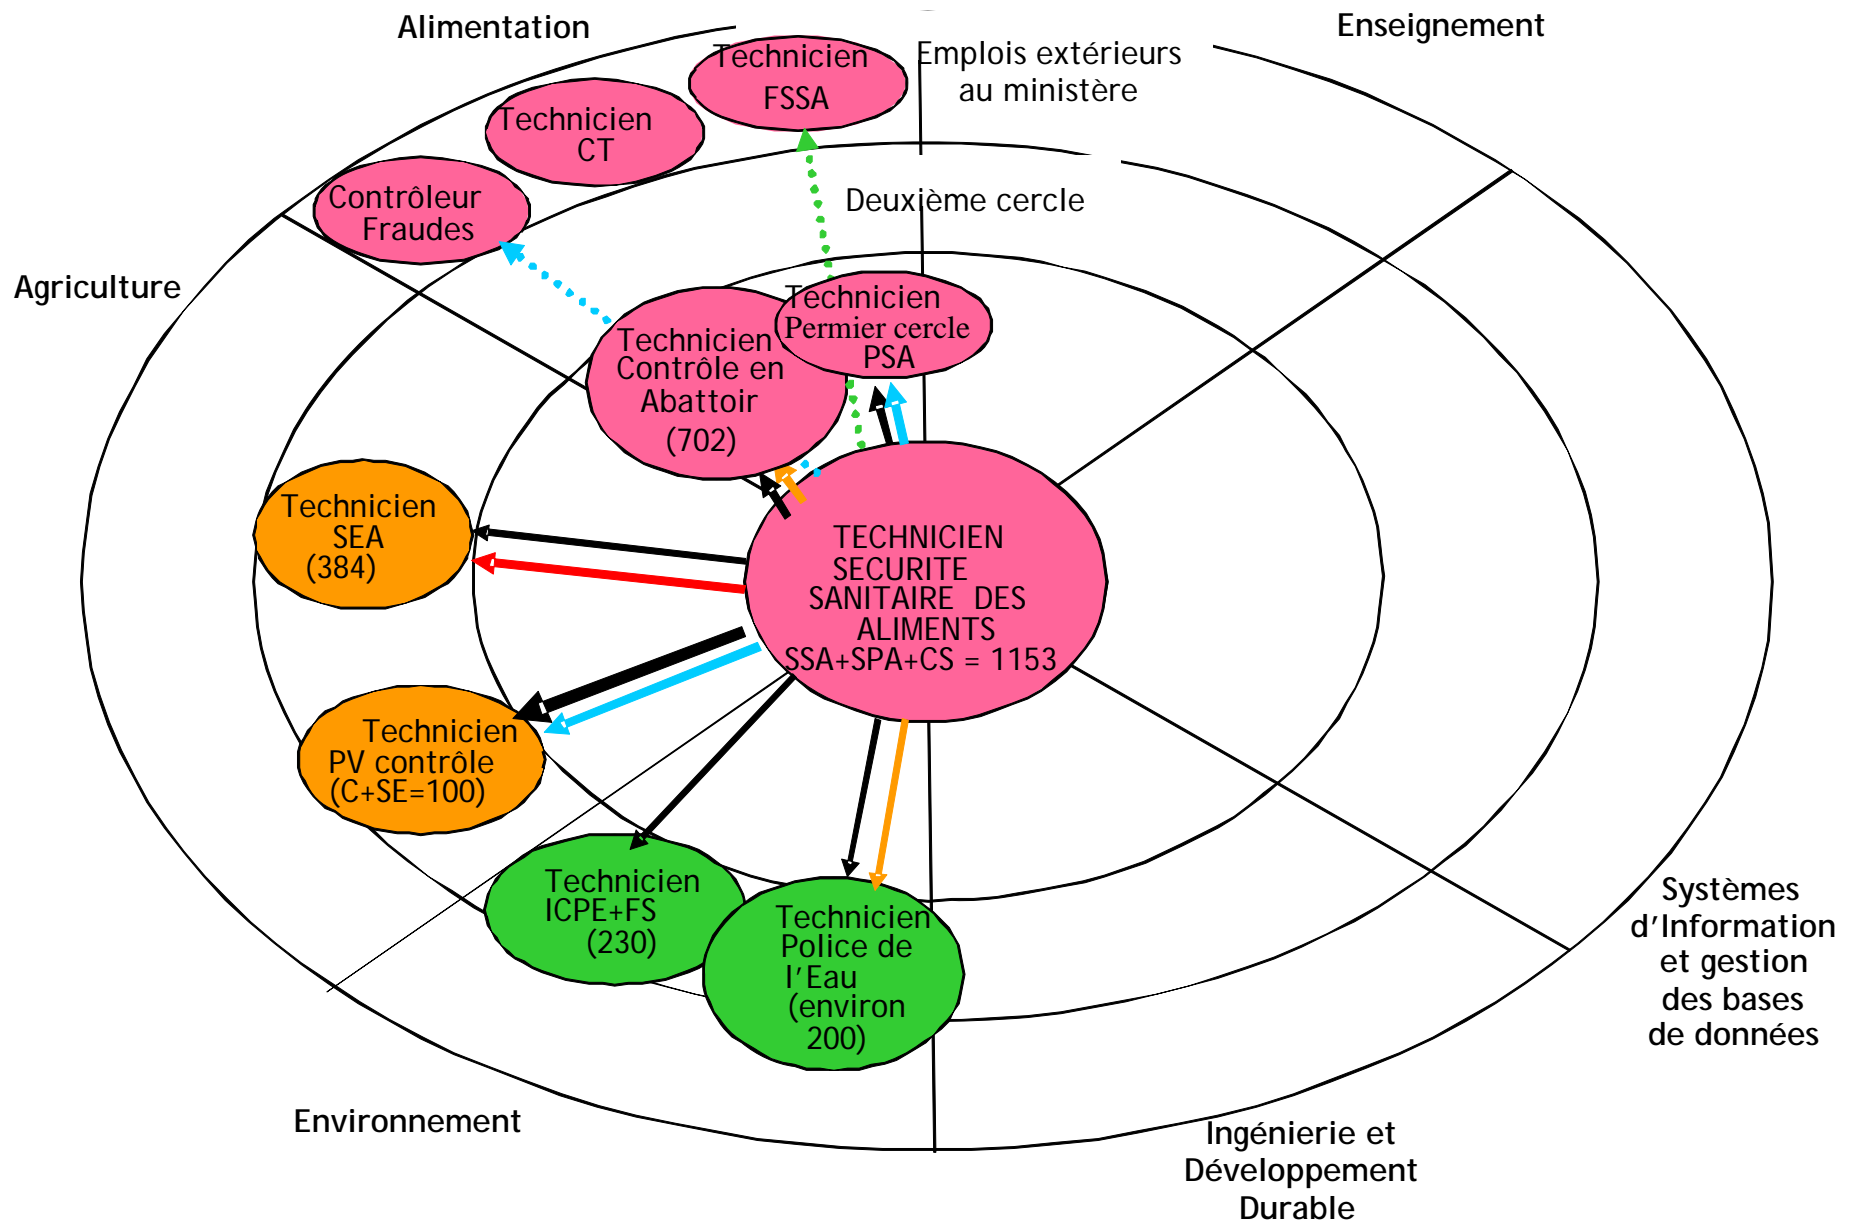 Alimentation
Enseignement
Technicien
FSSA
Emplois extérieurs
au ministère
Technicien
CT
Contrôleur
Fraudes
Deuxième cercle
Agriculture
Technicien
Permier cercle
PSA
Technicien
Contrôle en
Abattoir
(702)
Technicien
SEA
(384)
TECHNICIEN
SECURITE
SANITAIRE DES
ALIMENTS
SSA+SPA+CS = 1153
Technicien
PV contrôle
(C+SE=100)
Technicien
ICPE+FS
(230)
Technicien
Police de
l'Eau
(environ
200)
Systèmes
d'Information
et gestion
des bases
de données
Environnement
Ingénierie et
Développement
Durable